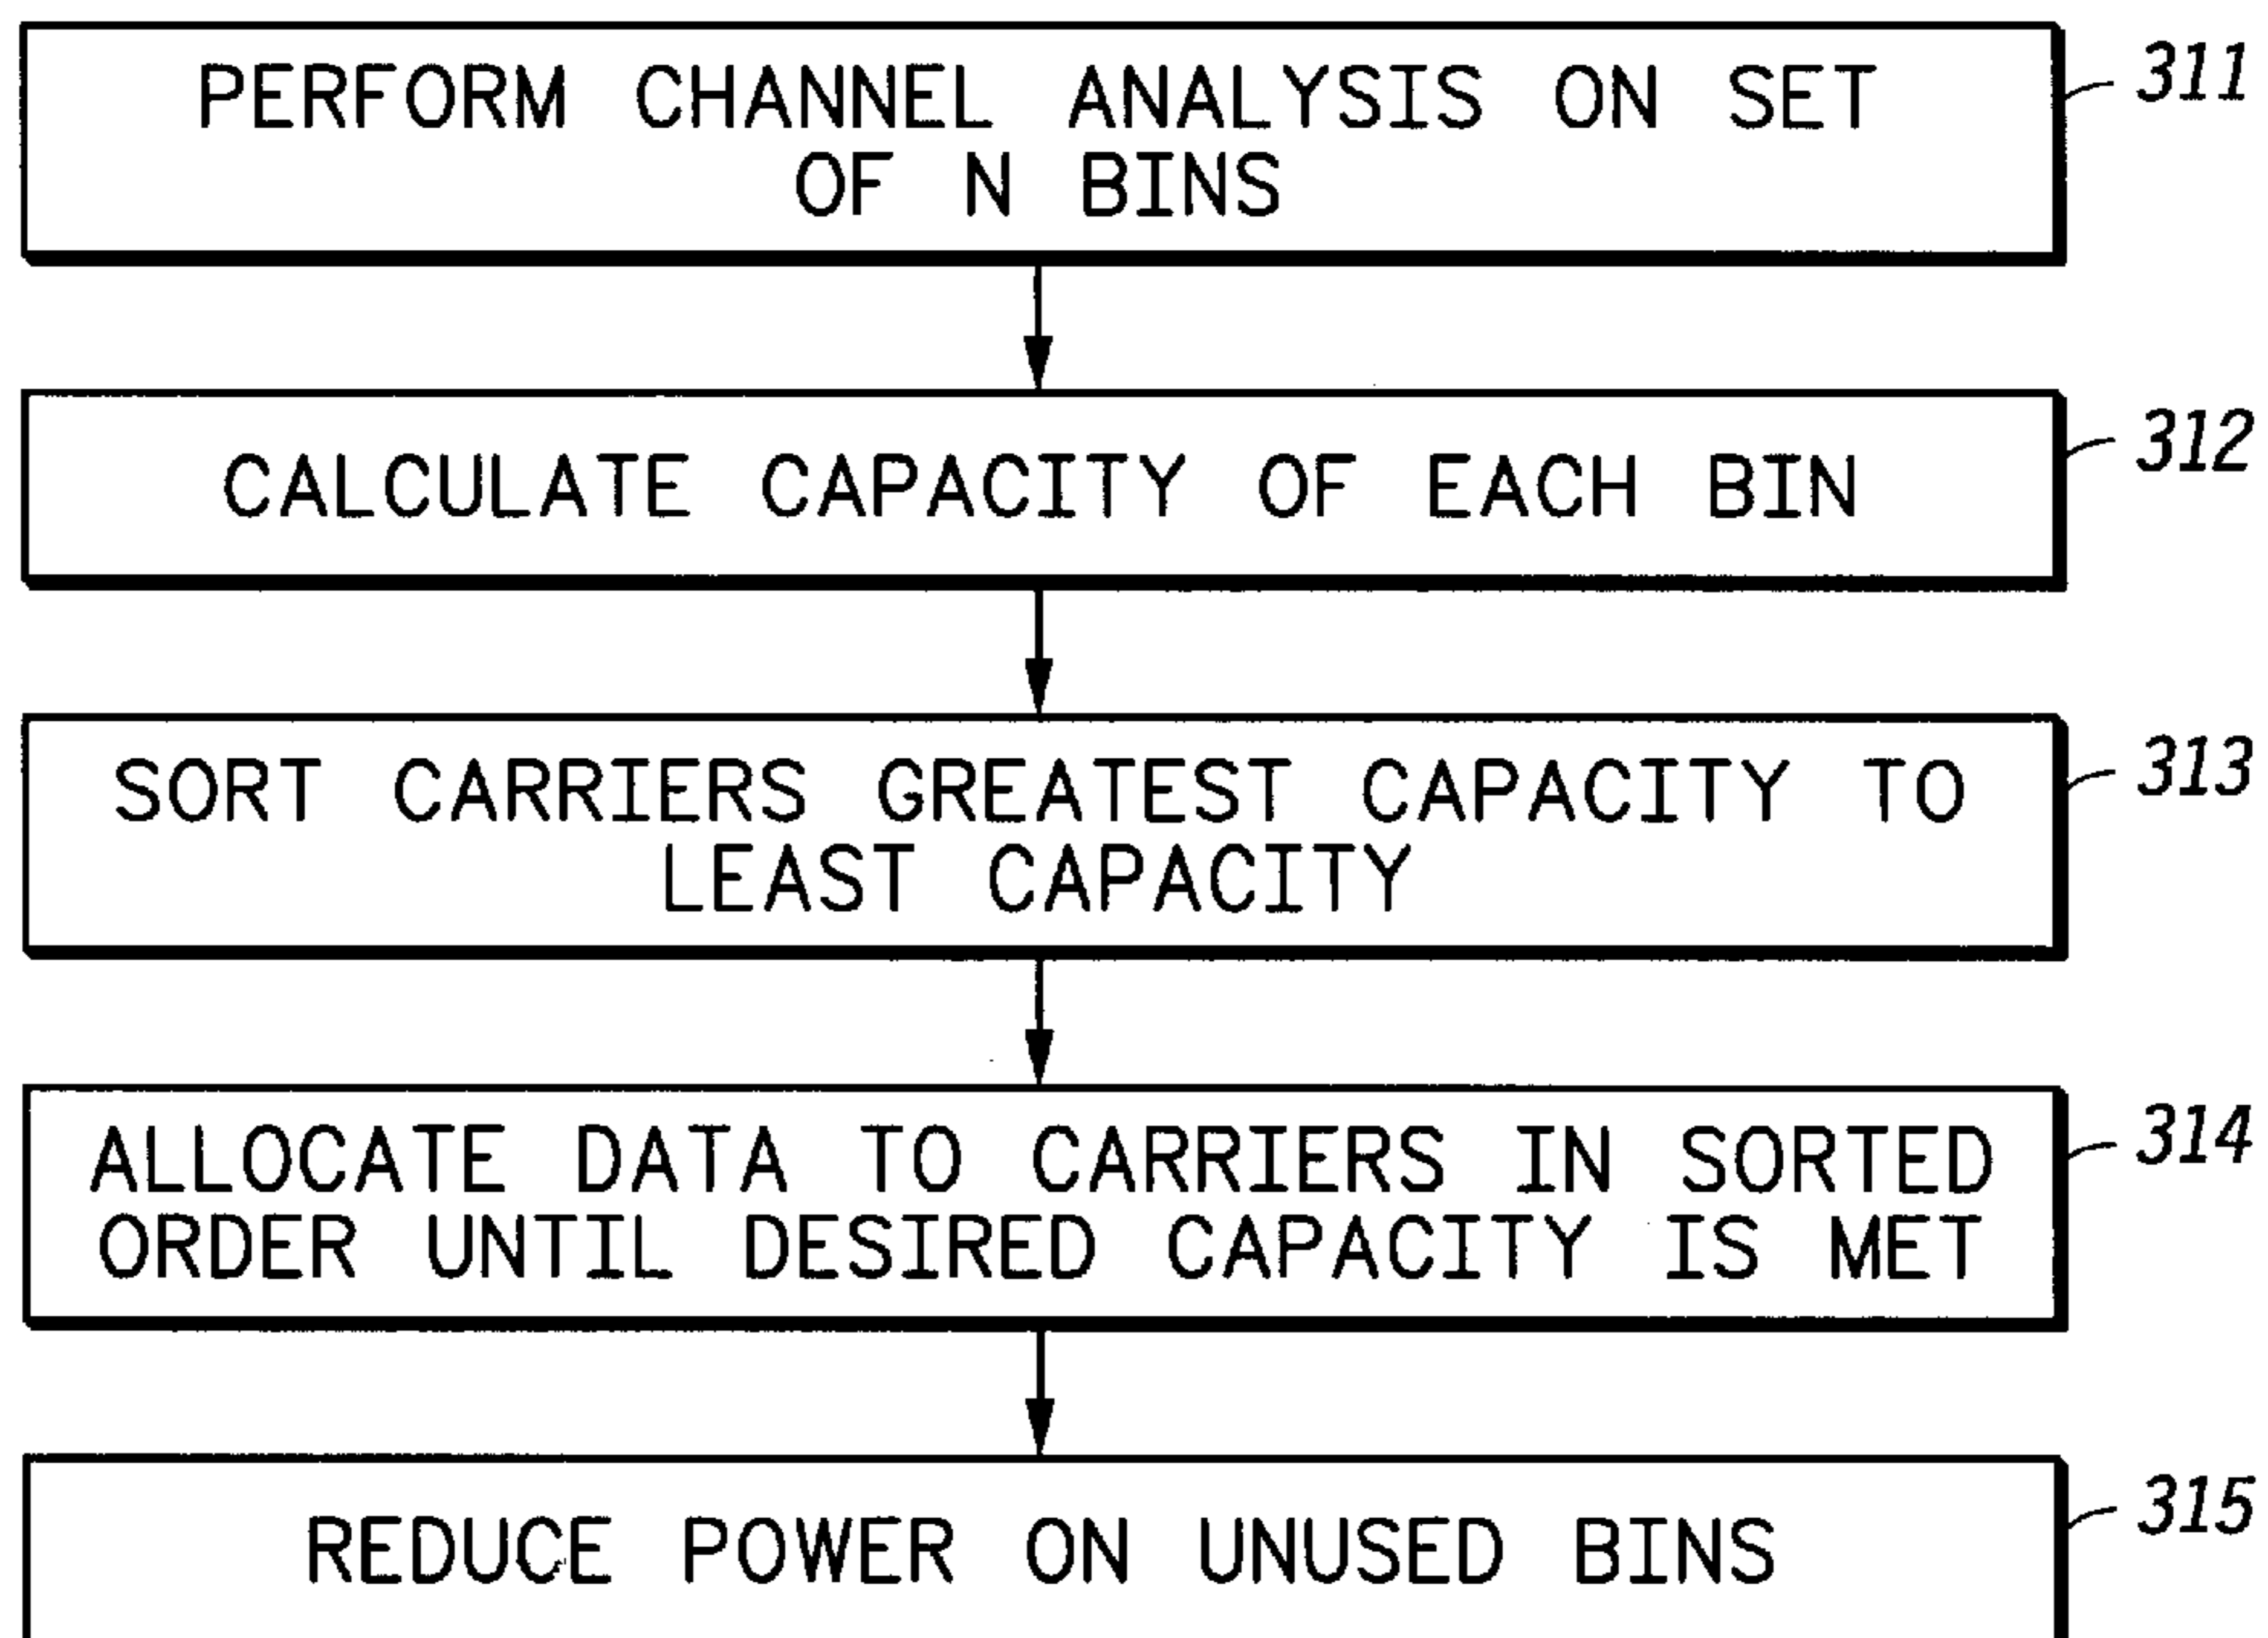 PERFORM CHANNEL ANALYSIS ON SET
OF N BINS
311
CALCULATE CAPACITY OF EACH BIN
312
SORT CARRIERS GREATEST CAPACITY TO
LEAST CAPACITY
313
ALLOCATE DATA TO CARRIERS IN SORTED
ORDER UNTIL DESIRED CAPACITY IS MET
314
REDUCE POWER ON UNUSED BINS
315